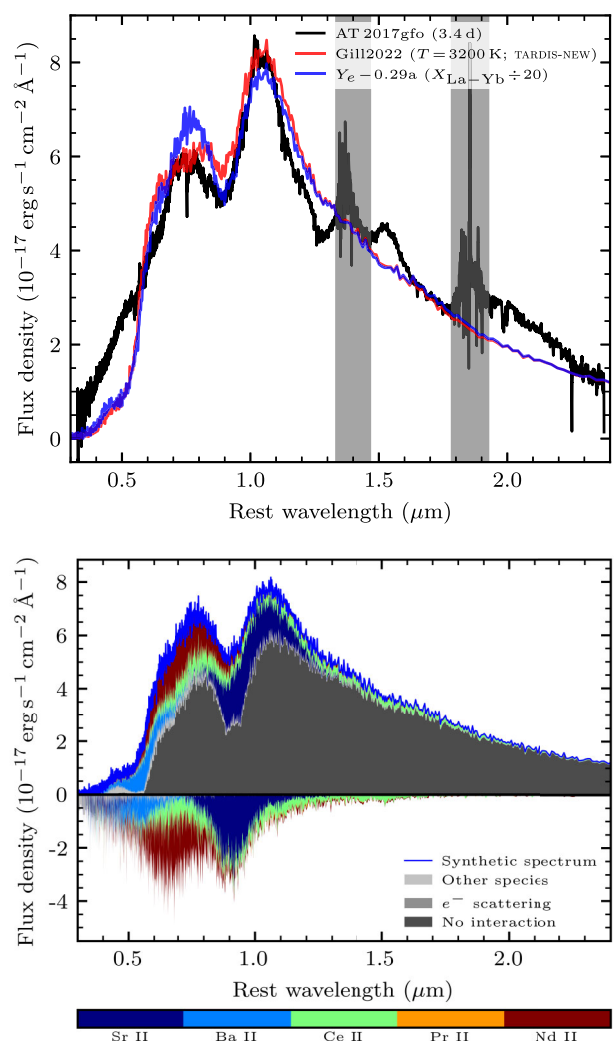 AT 2017gfo (3.4 d)
Gill2022 (T = 3200 K; TARDIS-NEW)
Yₑ−0.29a (X_La−Yb ÷20)
Flux density (10⁻¹⁷ erg s⁻¹ cm⁻² Å⁻¹)
8
6
4
2
0
0.5 1.0 1.5 2.0
Rest wavelength (μm)
Flux density (10⁻¹⁷ erg s⁻¹ cm⁻² Å⁻¹)
8
6
4
2
0
-2
-4
Synthetic spectrum
Other species
e⁻ scattering
No interaction
0.5 1.0 1.5 2.0
Rest wavelength (μm)
Sr II Ba II Ce II Pr II Nd II